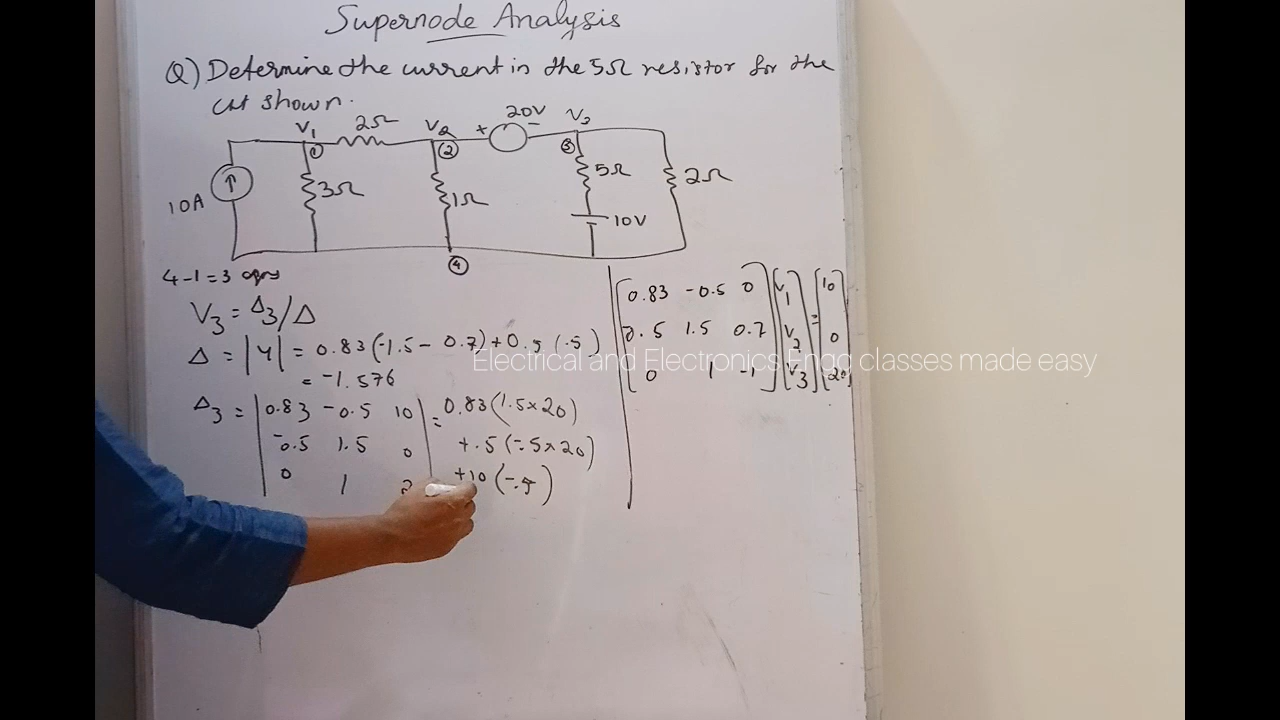 Supernode Analysis
Q) Determine the current in the 5Ω resistor for the
ckt shown.
V1 2Ω V2 + 20V - V3
① ② ③
10A 3Ω 1Ω 5Ω 2Ω
10V
④
4-1=3 eqns
V3 = Δ3/Δ
Δ = |Y| = 0.83(-1.5 - 0.7) + 0.5(.5)
= -1.576
Δ3 = | 0.83 -0.5 10 | = 0.83(1.5×20)
-0.5 1.5 0 + .5(-.5×20)
0 1 2 +10(-.5)
0.83 -0.5 0 V1 = 10
0.5 1.5 0.7 V2 0
0 1 -1 V3 20
Electrical and Electronics Engg classes made easy